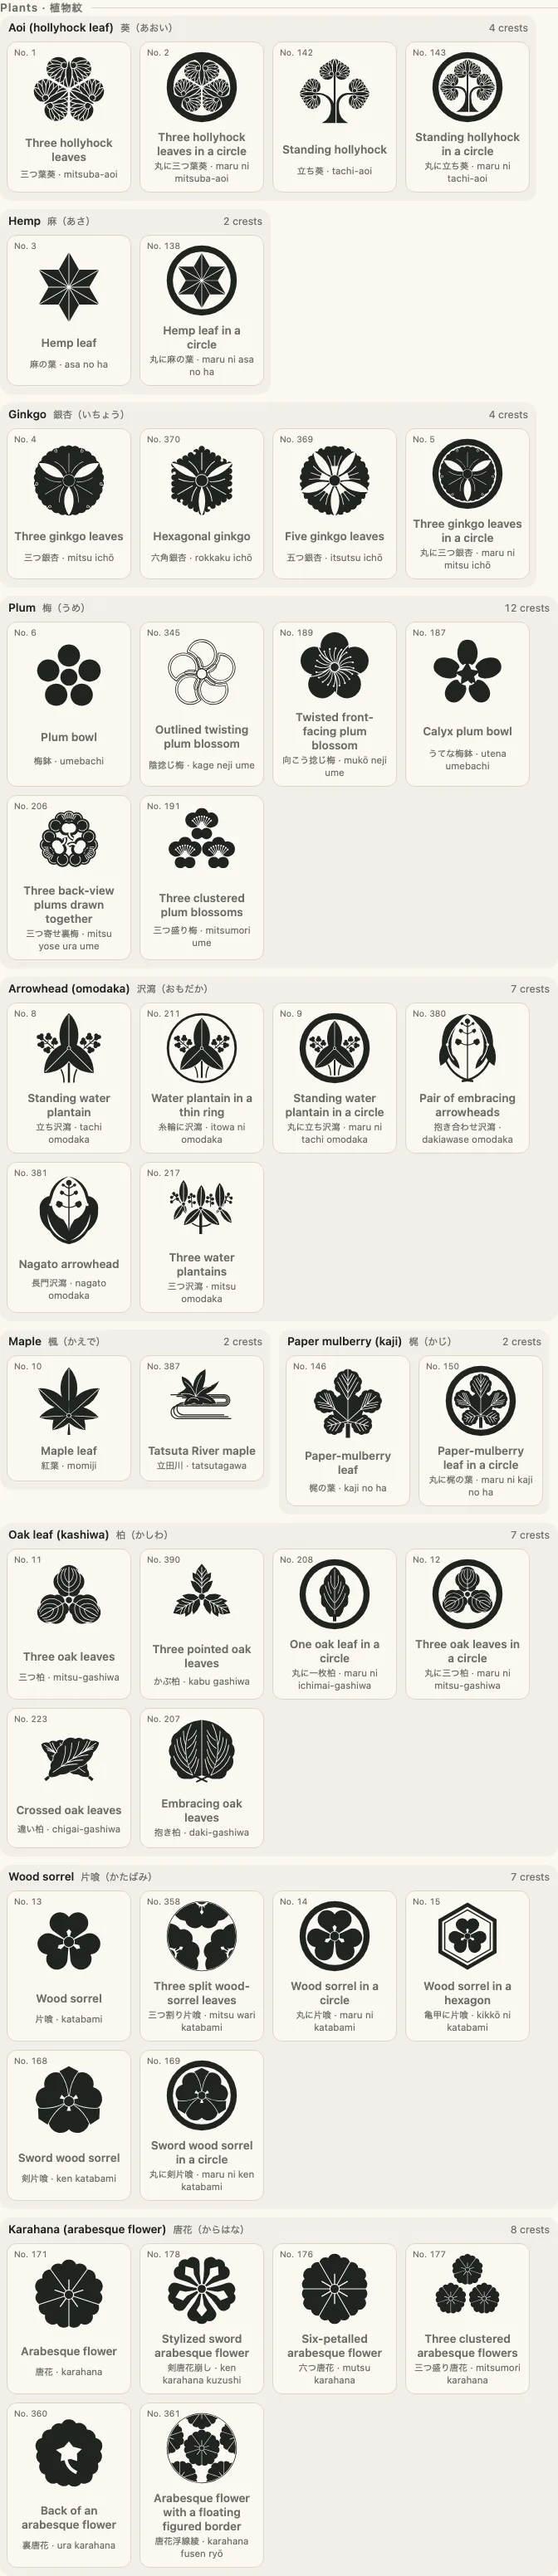 Plants · 植物紋
Aoi (hollyhock leaf) 葵（あおい） 4 crests
No. 1
Three hollyhock
leaves
三つ葉葵 · mitsuba-aoi
No. 2
Three hollyhock
leaves in a circle
丸に三つ葉葵 · maru ni
mitsuba-aoi
No. 142
Standing hollyhock
立ち葵 · tachi-aoi
No. 143
Standing hollyhock
in a circle
丸に立ち葵 · maru ni
tachi-aoi
Hemp 麻（あさ） 2 crests
No. 3
Hemp leaf
麻の葉 · asa no ha
No. 138
Hemp leaf in a
circle
丸に麻の葉 · maru ni asa
no ha
Ginkgo 銀杏（いちょう） 4 crests
No. 4
Three ginkgo leaves
三つ銀杏 · mitsu ichō
No. 370
Hexagonal ginkgo
六角銀杏 · rokkaku ichō
No. 369
Five ginkgo leaves
五つ銀杏 · itsutsu ichō
No. 5
Three ginkgo leaves
in a circle
丸に三つ銀杏 · maru ni
mitsu ichō
Plum 梅（うめ） 12 crests
No. 6
Plum bowl
梅鉢 · umebachi
No. 345
Outlined twisting
plum blossom
陰捻じ梅 · kage neji ume
No. 189
Twisted front-
facing plum
blossom
向こう捻じ梅 · mukō neji
ume
No. 187
Calyx plum bowl
うてな梅鉢 · utena
umebachi
No. 206
Three back-view
plums drawn
together
三つ寄せ裏梅 · mitsu
yose ura ume
No. 191
Three clustered
plum blossoms
三つ盛り梅 · mitsumori
ume
Arrowhead (omodaka) 沢瀉（おもだか） 7 crests
No. 8
Standing water
plantain
立ち沢瀉 · tachi
omodaka
No. 211
Water plantain in a
thin ring
糸輪に沢瀉 · itowa ni
omodaka
No. 9
Standing water
plantain in a circle
丸に立ち沢瀉 · maru ni
tachi omodaka
No. 380
Pair of embracing
arrowheads
抱き合わせ沢瀉 ·
dakiawase omodaka
No. 381
Nagato arrowhead
長門沢瀉 · nagato
omodaka
No. 217
Three water
plantains
三つ沢瀉 · mitsu
omodaka
Maple 楓（かえで） 2 crests
No. 10
Maple leaf
紅葉 · momiji
No. 387
Tatsuta River maple
立田川 · tatsutagawa
Paper mulberry (kaji) 梶（かじ） 2 crests
No. 146
Paper-mulberry
leaf
梶の葉 · kaji no ha
No. 150
Paper-mulberry
leaf in a circle
丸に梶の葉 · maru ni kaji
no ha
Oak leaf (kashiwa) 柏（かしわ） 7 crests
No. 11
Three oak leaves
三つ柏 · mitsu-gashiwa
No. 390
Three pointed oak
leaves
かぶ柏 · kabu gashiwa
No. 208
One oak leaf in a
circle
丸に一枚柏 · maru ni
ichimai-gashiwa
No. 12
Three oak leaves in
a circle
丸に三つ柏 · maru ni
mitsu-gashiwa
No. 223
Crossed oak leaves
違い柏 · chigai-gashiwa
No. 207
Embracing oak
leaves
抱き柏 · daki-gashiwa
Wood sorrel 片喰（かたばみ） 7 crests
No. 13
Wood sorrel
片喰 · katabami
No. 358
Three split wood-
sorrel leaves
三つ割り片喰 · mitsu wari
katabami
No. 14
Wood sorrel in a
circle
丸に片喰 · maru ni
katabami
No. 15
Wood sorrel in a
hexagon
亀甲に片喰 · kikkō ni
katabami
No. 168
Sword wood sorrel
剣片喰 · ken katabami
No. 169
Sword wood sorrel
in a circle
丸に剣片喰 · maru ni ken
katabami
Karahana (arabesque flower) 唐花（からはな） 8 crests
No. 171
Arabesque flower
唐花 · karahana
No. 178
Stylized sword
arabesque flower
剣唐花崩し · ken
karahana kuzushi
No. 176
Six-petalled
arabesque flower
六つ唐花 · mutsu
karahana
No. 177
Three clustered
arabesque flowers
三つ盛り唐花 · mitsumori
karahana
No. 360
Back of an
arabesque flower
裏唐花 · ura karahana
No. 361
Arabesque flower
with a floating
figured border
唐花浮線綾 · karahana
fusen ryō